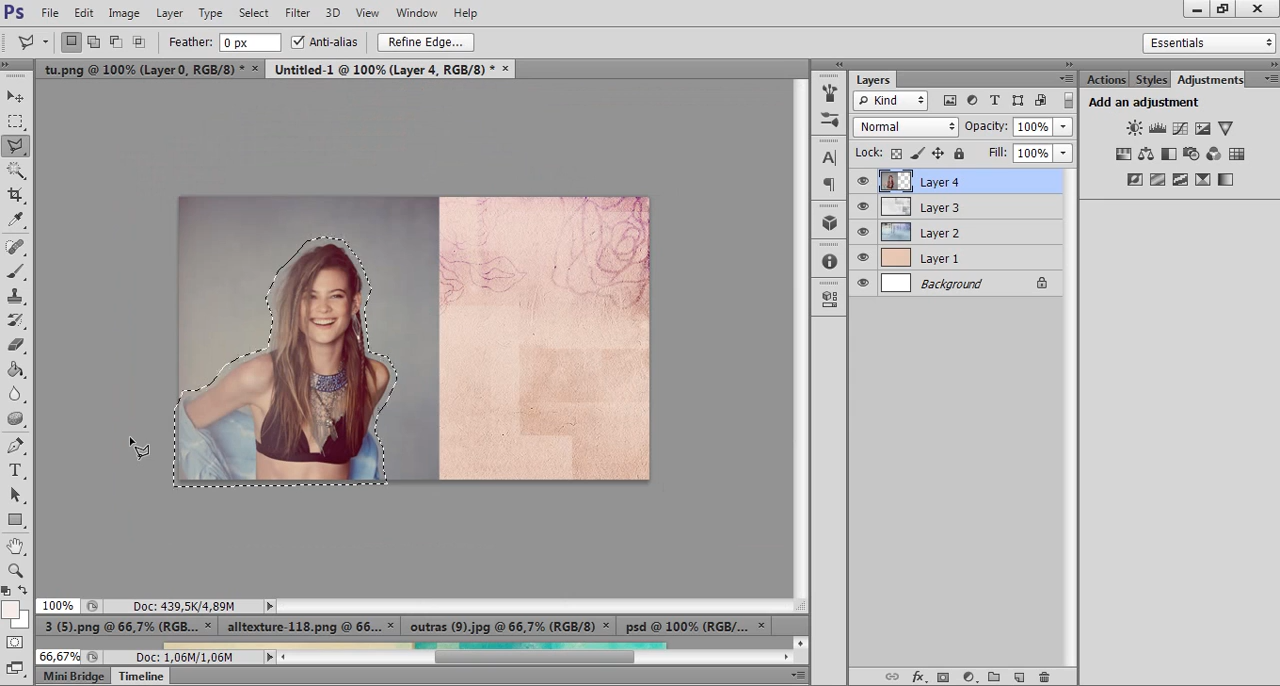 Ps File Edit Image Layer Type Select Filter 3D View Window Help
Feather: 0 px Anti-alias Refine Edge... Essentials
tu.png @ 100% (Layer 0, RGB/8) * × Untitled-1 @ 100% (Layer 4, RGB/8) * ×
Layers
Actions Styles Adjustments
Kind
Add an adjustment
Normal Opacity: 100%
Lock: Fill: 100%
Layer 4
Layer 3
Layer 2
Layer 1
Background
100% Doc: 439,5K/4,89M
3 (5).png @ 66,7% (RGB... × alltexture-118.png @ 66... × outras (9).jpg @ 66,7% (RGB/8) × psd @ 100% (RGB/... ×
66,67% Doc: 1,06M/1,06M
Mini Bridge Timeline